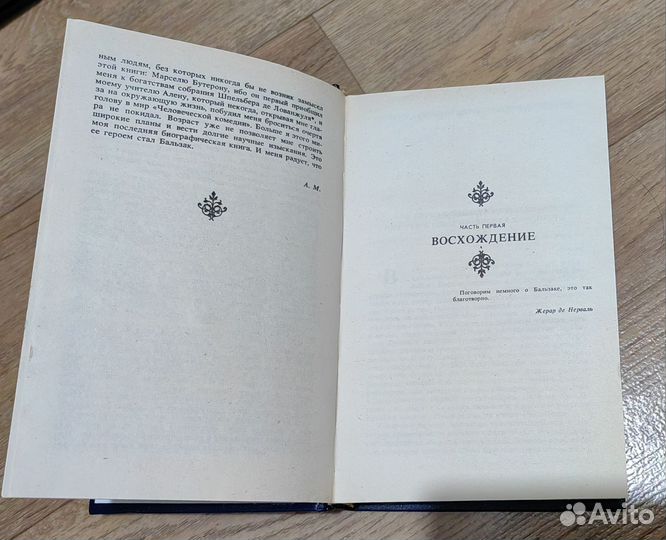 ным людям, без которых никогда бы не возник замысел
этой книги: Марселю Бутерону, ибо он первый приобщил
меня к богатствам собрания Шпельбера де Лованжуля* и
моему учителю Алену, который некогда, открывая мне гла-
за на окружающую жизнь, побудил меня броситься очертя
голову в мир «Человеческой комедии». Больше я этого ми-
ра не покидал. Возраст уже не позволяет мне строить
широкие планы и вести долгие научные изыскания. Это
моя последняя биографическая книга. И меня радует, что
ее героем стал Бальзак.
А. М.
ЧАСТЬ ПЕРВАЯ
ВОСХОЖДЕНИЕ
Поговорим немного о Бальзаке, это так
благотворно.
Жерар де Нерваль
Avito